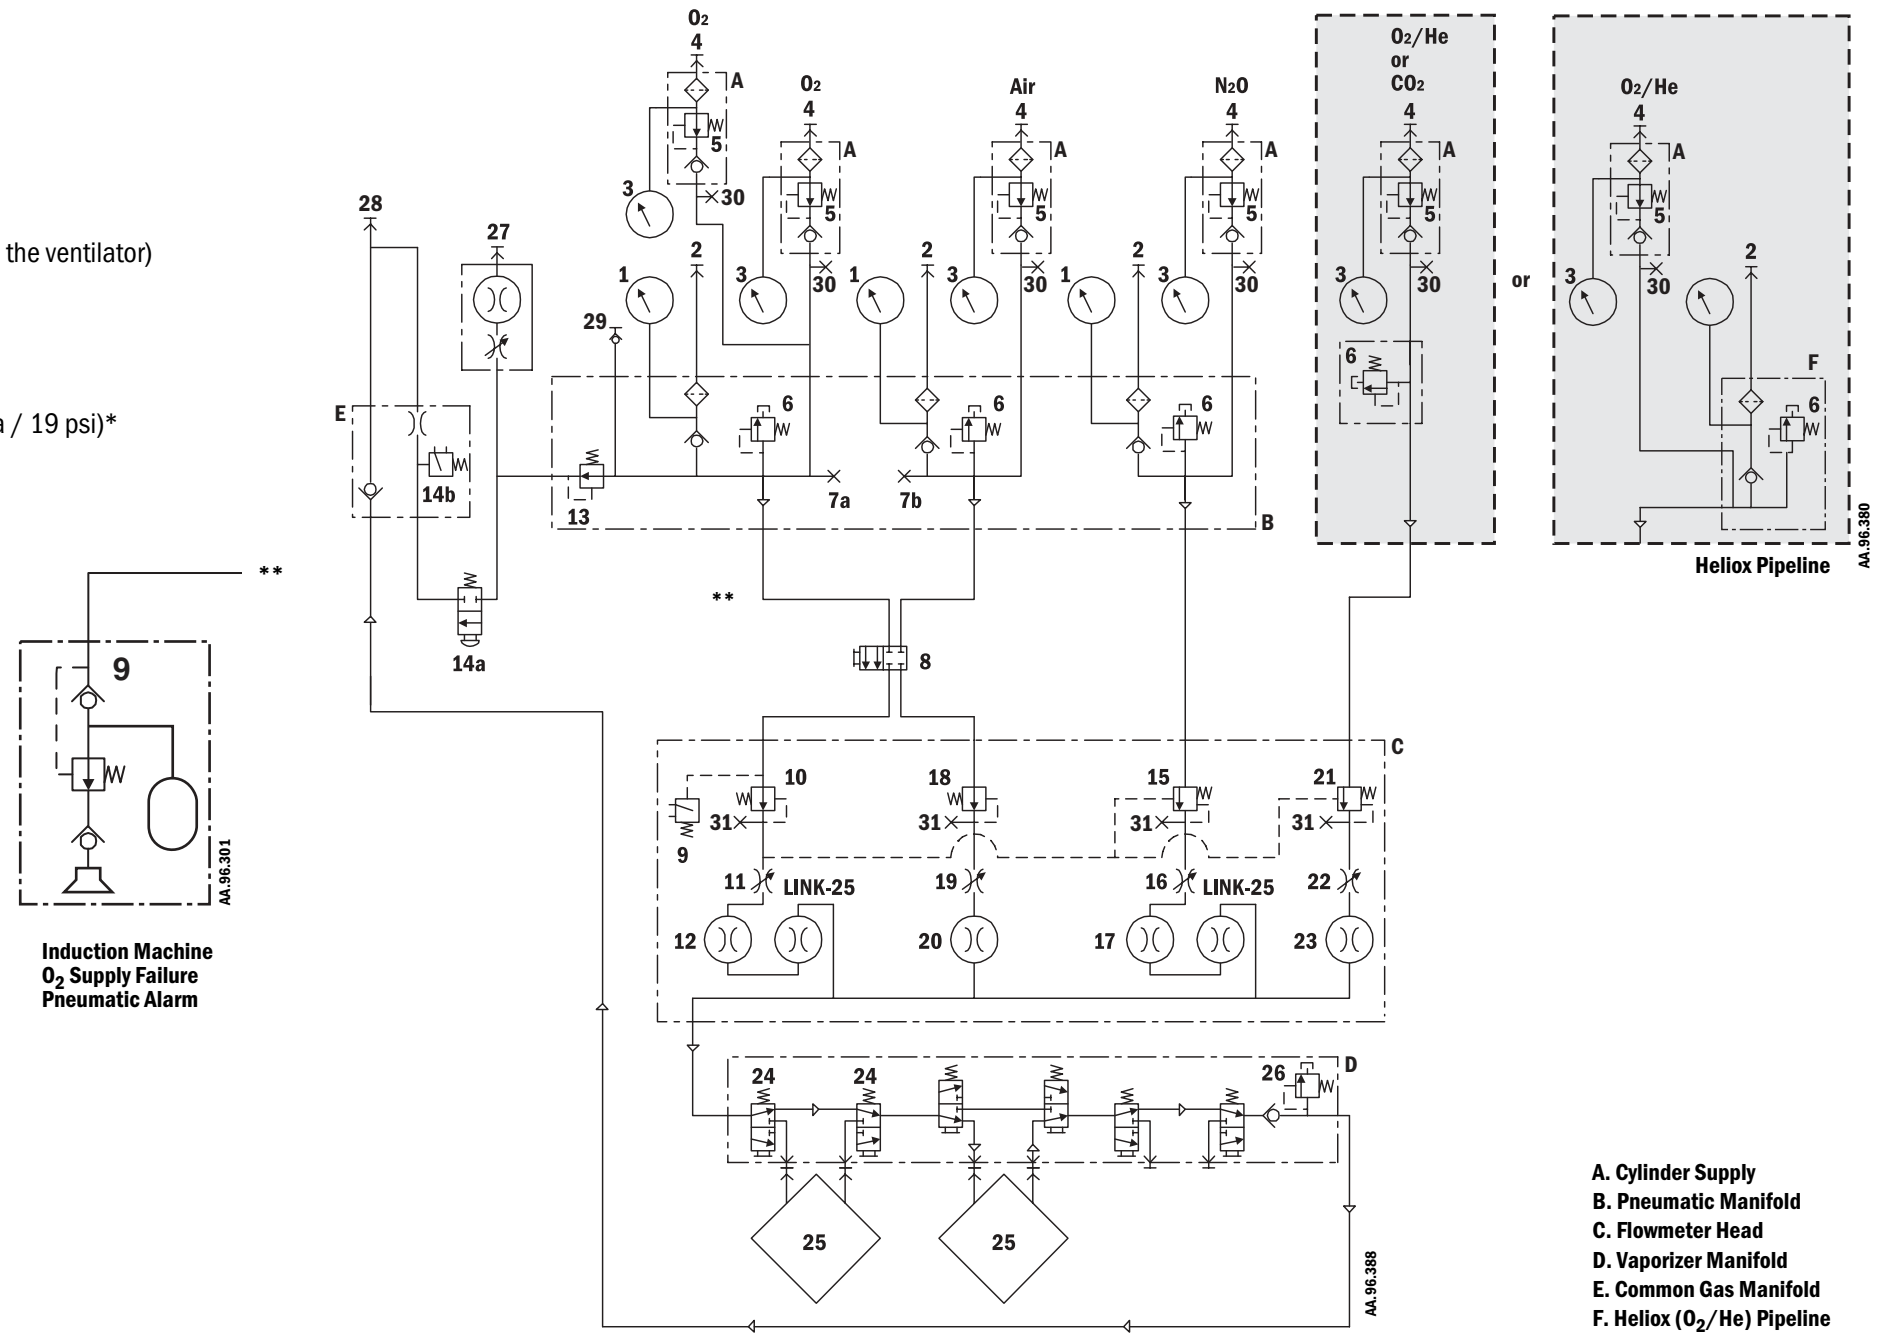 O2
4
A
5
3
30
O2
4
A
5
3
30
Air
4
A
5
3
30
N2O
4
A
5
3
30
O2/He
or
CO2
4
A
5
3
30
6
or
O2/He
4
A
5
3
30
2
F
6
Heliox Pipeline
AA.96.380
28
27
the ventilator)
29
1
2
1
2
1
2
a / 19 psi)*
E
14b
14a
13
6
7a
7b
6
6
B
**
**
8
9
AA.96.301
Induction Machine
O2 Supply Failure
Pneumatic Alarm
C
10
18
15
21
31
31
31
31
9
11
LINK-25
19
16
LINK-25
22
12
20
17
23
D
24
24
26
25
25
AA.96.388
A. Cylinder Supply
B. Pneumatic Manifold
C. Flowmeter Head
D. Vaporizer Manifold
E. Common Gas Manifold
F. Heliox (O2/He) Pipeline